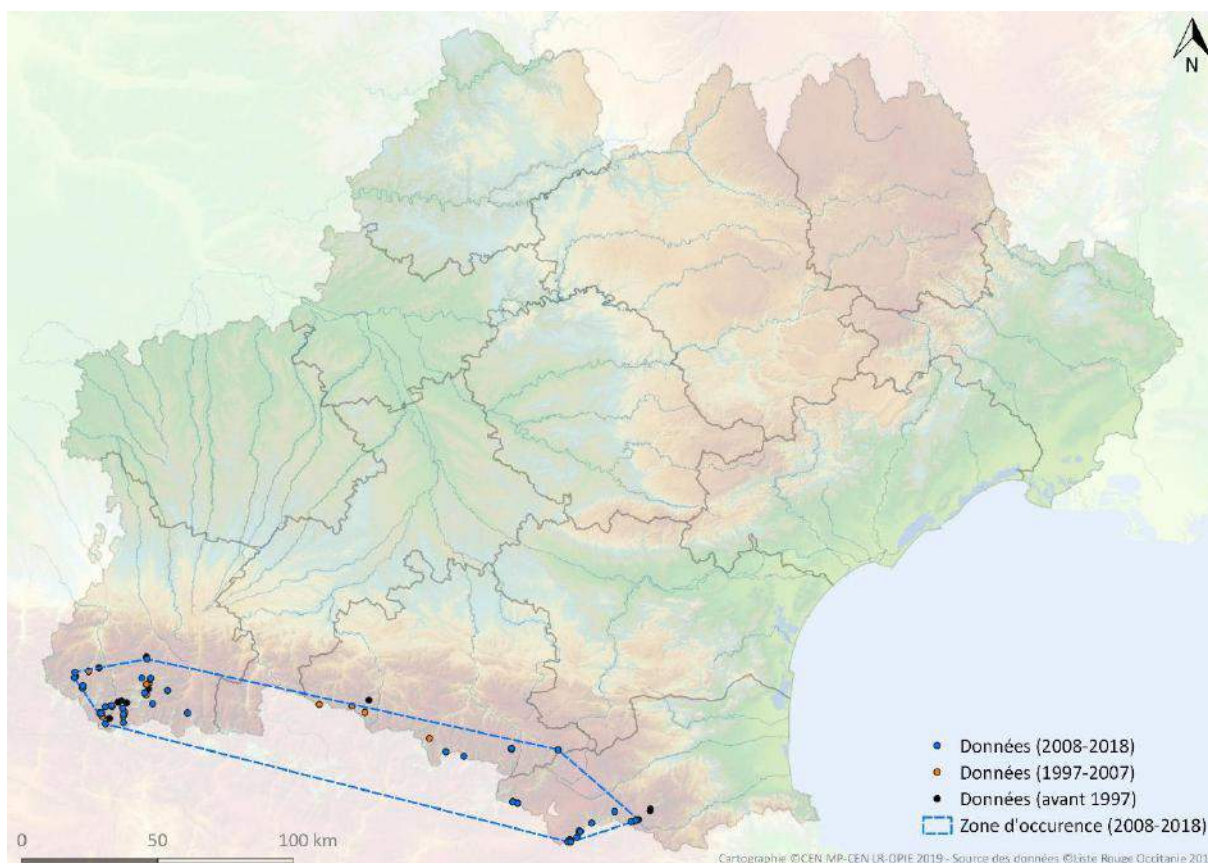 N
Données (2008-2018)
Données (1997-2007)
Données (avant 1997)
Zone d'occurence (2008-2018)
0 50 100 km
Cartographie ©CEN MP-CEN LR-OPIE 2019 - Source des données ©Liste Rouge Occitanie 201